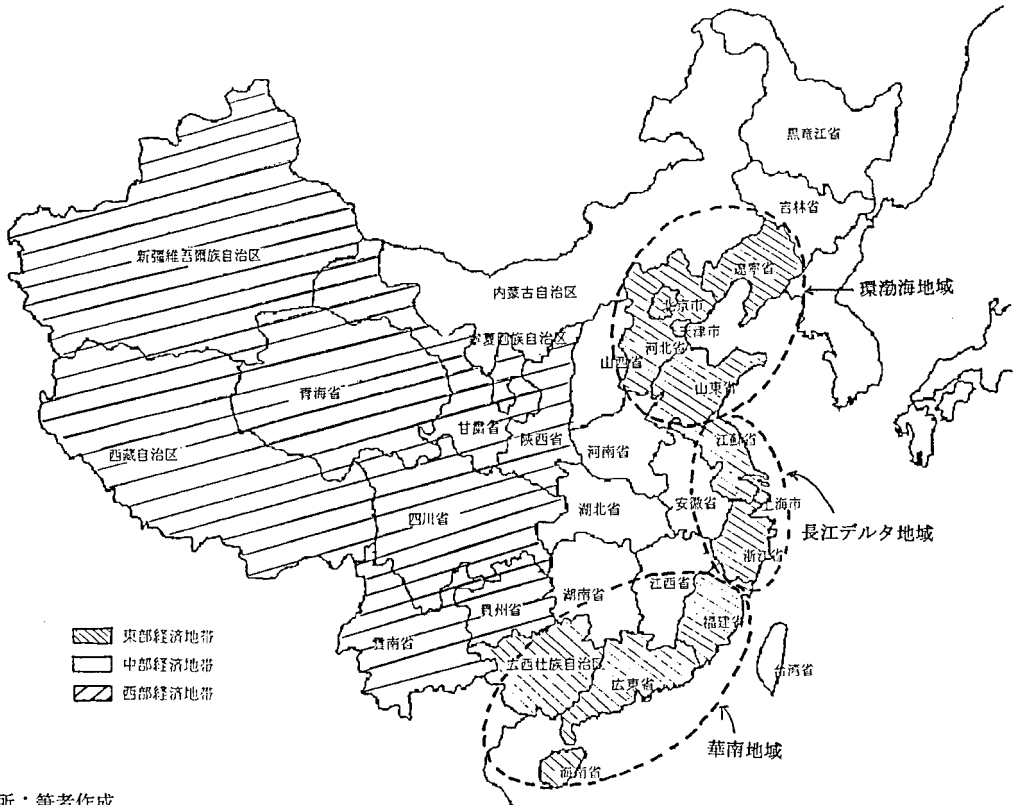 黒竜江省
吉林省
新疆維吾爾族自治区
遼寧省
内蒙古自治区
環渤海地域
北京市
天津市
寧夏回族自治区
河北省
山西省
山東省
青海省
甘粛省
陝西省
江蘇省
河南省
西蔵自治区
安徽省
上海市
湖北省
四川省
長江デルタ地域
浙江省
江西省
湖南省
貴州省
福建省
雲南省
東部経済地帯
中部経済地帯
西部経済地帯
広西壮族自治区
広東省
台湾省
華南地域
海南省
所：筆者作成。